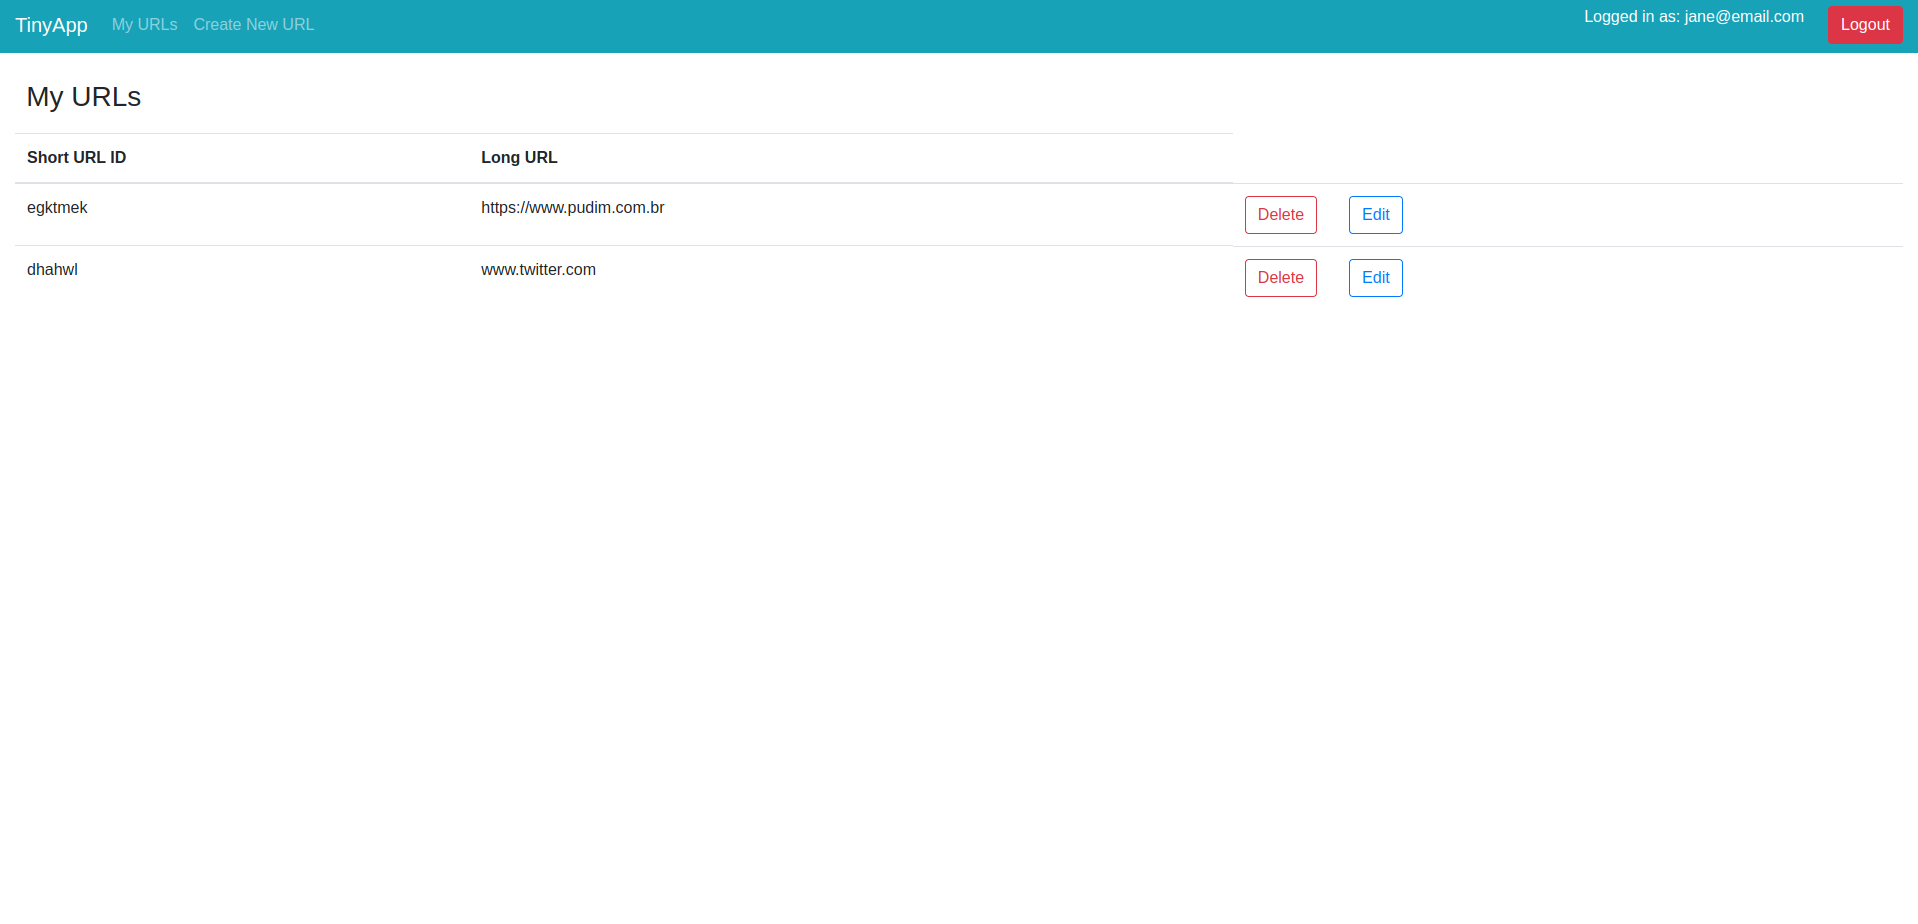 TinyApp My URLs Create New URL Logged in as: jane@email.com Logout
My URLs
Short URL ID Long URL
egktmek https://www.pudim.com.br Delete Edit
dhahwl www.twitter.com Delete Edit